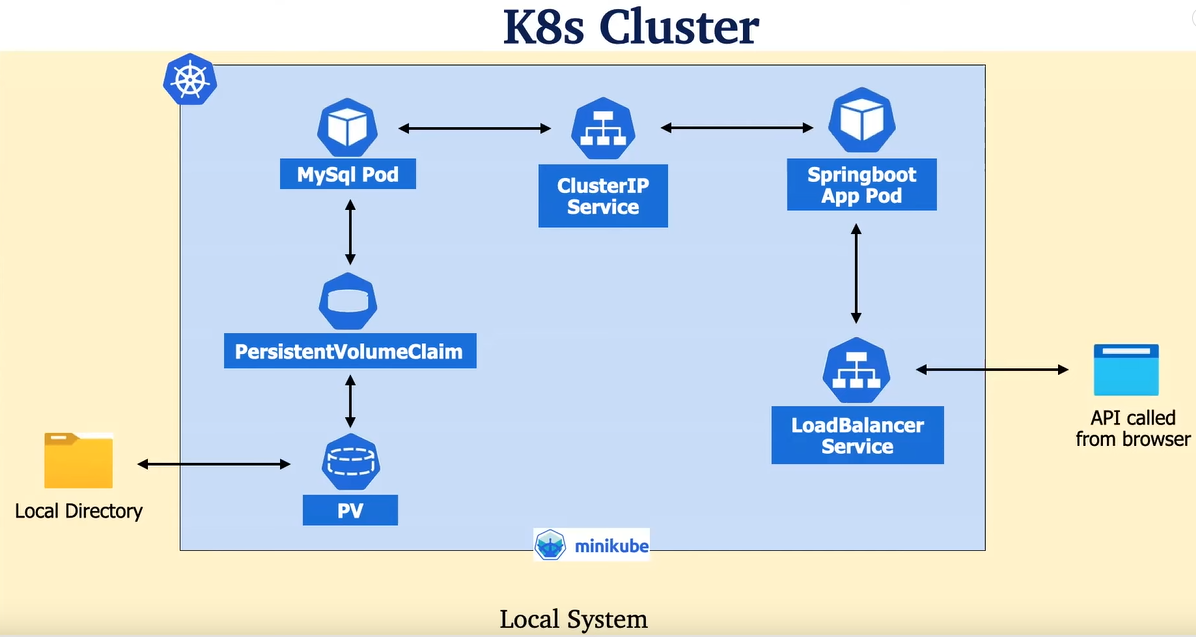 K8s Cluster
MySql Pod
ClusterIP
Service
Springboot
App Pod
PersistentVolumeClaim
LoadBalancer
Service
API called
from browser
Local Directory
PV
minikube
Local System